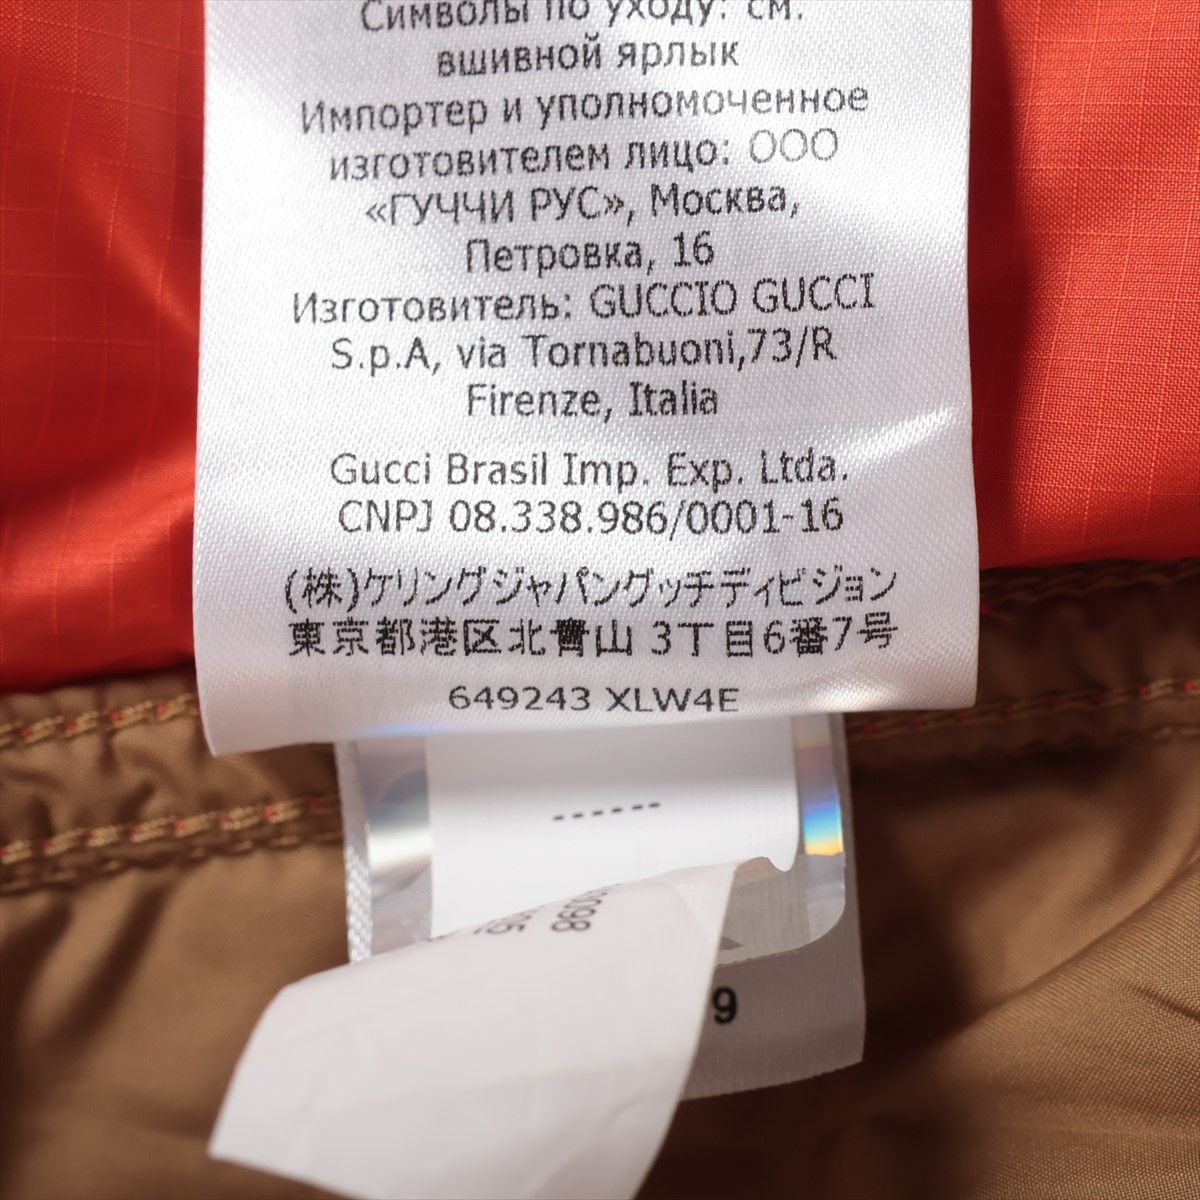 Символы по уходу: см.
вшивной ярлык
Импортер и уполномоченное
изготовителем лицо: ООО
«ГУЧЧИ РУС», Москва,
Петровка, 16
Изготовитель: GUCCIO GUCCI
S.p.A, via Tornabuoni,73/R
Firenze, Italia
Gucci Brasil Imp. Exp. Ltda.
CNPJ 08.338.986/0001-16
(株)ケリングジャパングッチディビジョン
東京都港区北青山 3丁目6番7号
649243 XLW4E
------
9